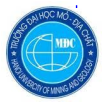 TRƯỜNG ĐẠI HỌC MỎ - ĐỊA CHẤT
MDC
HANOI UNIVERSITY OF MINING AND GEOLOGY